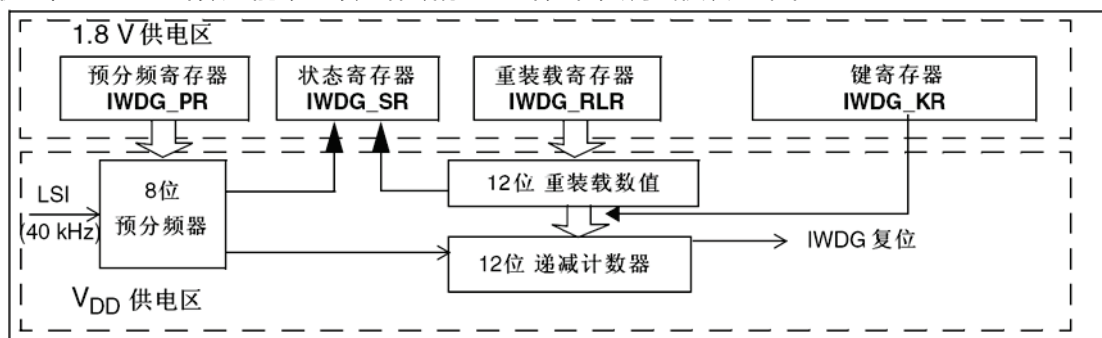 1.8 V 供电区
预分频寄存器
IWDG_PR
状态寄存器
IWDG_SR
重装载寄存器
IWDG_RLR
键寄存器
IWDG_KR
LSI
(40 kHz)
8位
预分频器
12位 重装载数值
12位 递减计数器
IWDG 复位
VDD 供电区